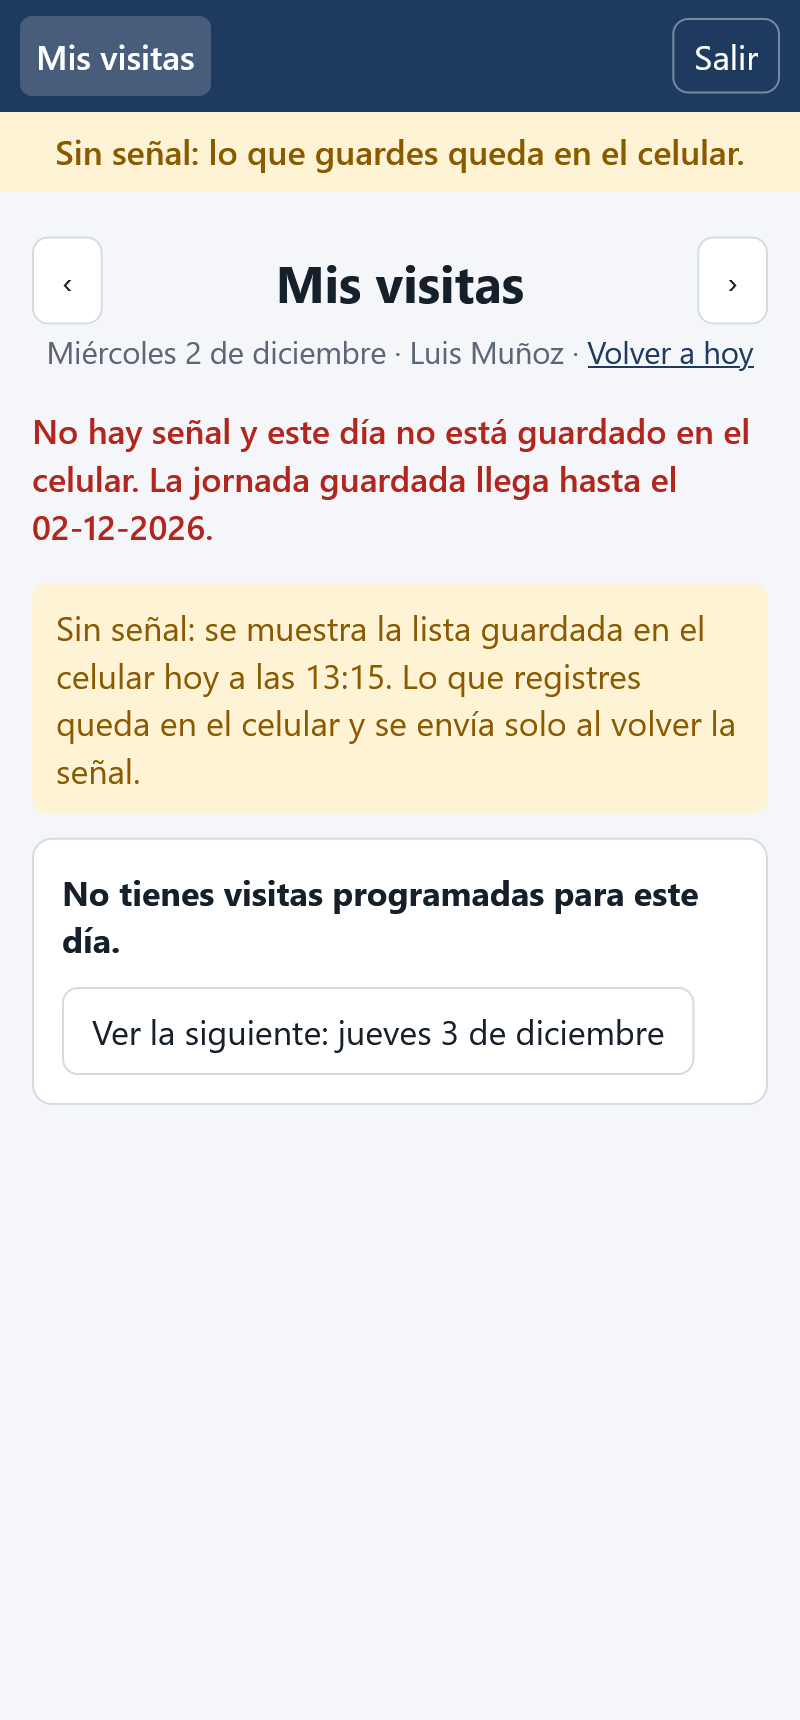 Mis visitas
Salir
Sin señal: lo que guardes queda en el celular.
‹
Mis visitas
›
Miércoles 2 de diciembre · Luis Muñoz · Volver a hoy
No hay señal y este día no está guardado en el
celular. La jornada guardada llega hasta el
02-12-2026.
Sin señal: se muestra la lista guardada en el
celular hoy a las 13:15. Lo que registres
queda en el celular y se envía solo al volver la
señal.
No tienes visitas programadas para este
día.
Ver la siguiente: jueves 3 de diciembre